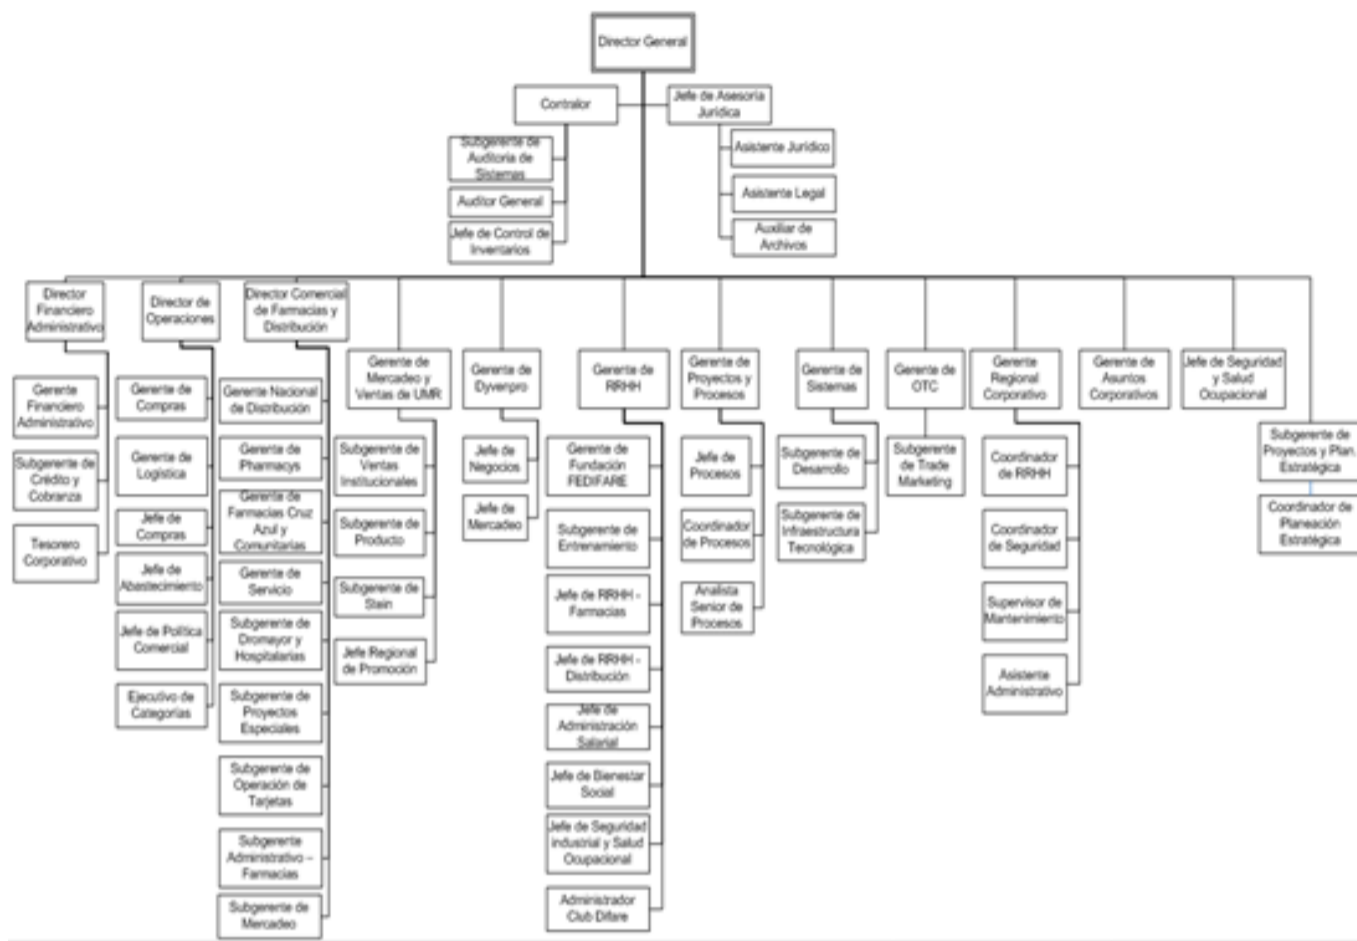 Director General
Contralor
Jefe de Asesoría
Jurídica
Subgerente de
Auditoria de
Sistemas
Auditor General
Jefe de Control de
Inventarios
Asistente Jurídico
Asistente Legal
Auxiliar de
Archivos
Director
Financiero
Administrativo
Gerente
Financiero
Administrativo
Subgerente de
Crédito y
Cobranza
Tesorero
Corporativo
Director de
Operaciones
Gerente de
Compras
Gerente de
Logística
Jefe de
Compras
Jefe de
Abastecimiento
Jefe de Política
Comercial
Ejecutivo de
Categorías
Director Comercial
de Farmacias y
Distribución
Gerente Nacional
de Distribución
Gerente de
Pharmacys
Gerente de
Farmacias Cruz
Azul y
Comunitarias
Gerente de
Servicio
Subgerente de
Dromayor y
Hospitalarias
Subgerente de
Proyectos
Especiales
Subgerente de
Operación de
Tarjetas
Subgerente
Administrativo –
Farmacias
Subgerente de
Mercadeo
Gerente de
Mercadeo y
Ventas de UMR
Subgerente de
Ventas
Institucionales
Subgerente de
Producto
Subgerente de
Stein
Jefe Regional
de Promoción
Gerente de
Dyvenpro
Jefe de
Negocios
Jefe de
Mercadeo
Gerente de
RRHH
Gerente de
Fundación
FEDIFARE
Subgerente de
Entrenamiento
Jefe de RRHH -
Farmacias
Jefe de RRHH -
Distribución
Jefe de
Administración
Salarial
Jefe de Bienestar
Social
Jefe de Seguridad
industrial y Salud
Ocupacional
Administrador
Club Difare
Gerente de
Proyectos y
Procesos
Jefe de
Procesos
Coordinador
de Procesos
Analista
Senior de
Procesos
Gerente de
Sistemas
Subgerente de
Desarrollo
Subgerente de
Infraestructura
Tecnológica
Gerente de
OTC
Subgerente
de Trade
Marketing
Gerente
Regional
Corporativo
Coordinador
de RRHH
Coordinador
de Seguridad
Supervisor de
Mantenimiento
Asistente
Administrativo
Gerente de
Asuntos
Corporativos
Jefe de Seguridad
y Salud
Ocupacional
Subgerente de
Proyectos y Plan.
Estratégica
Coordinador de
Planeación
Estratégica